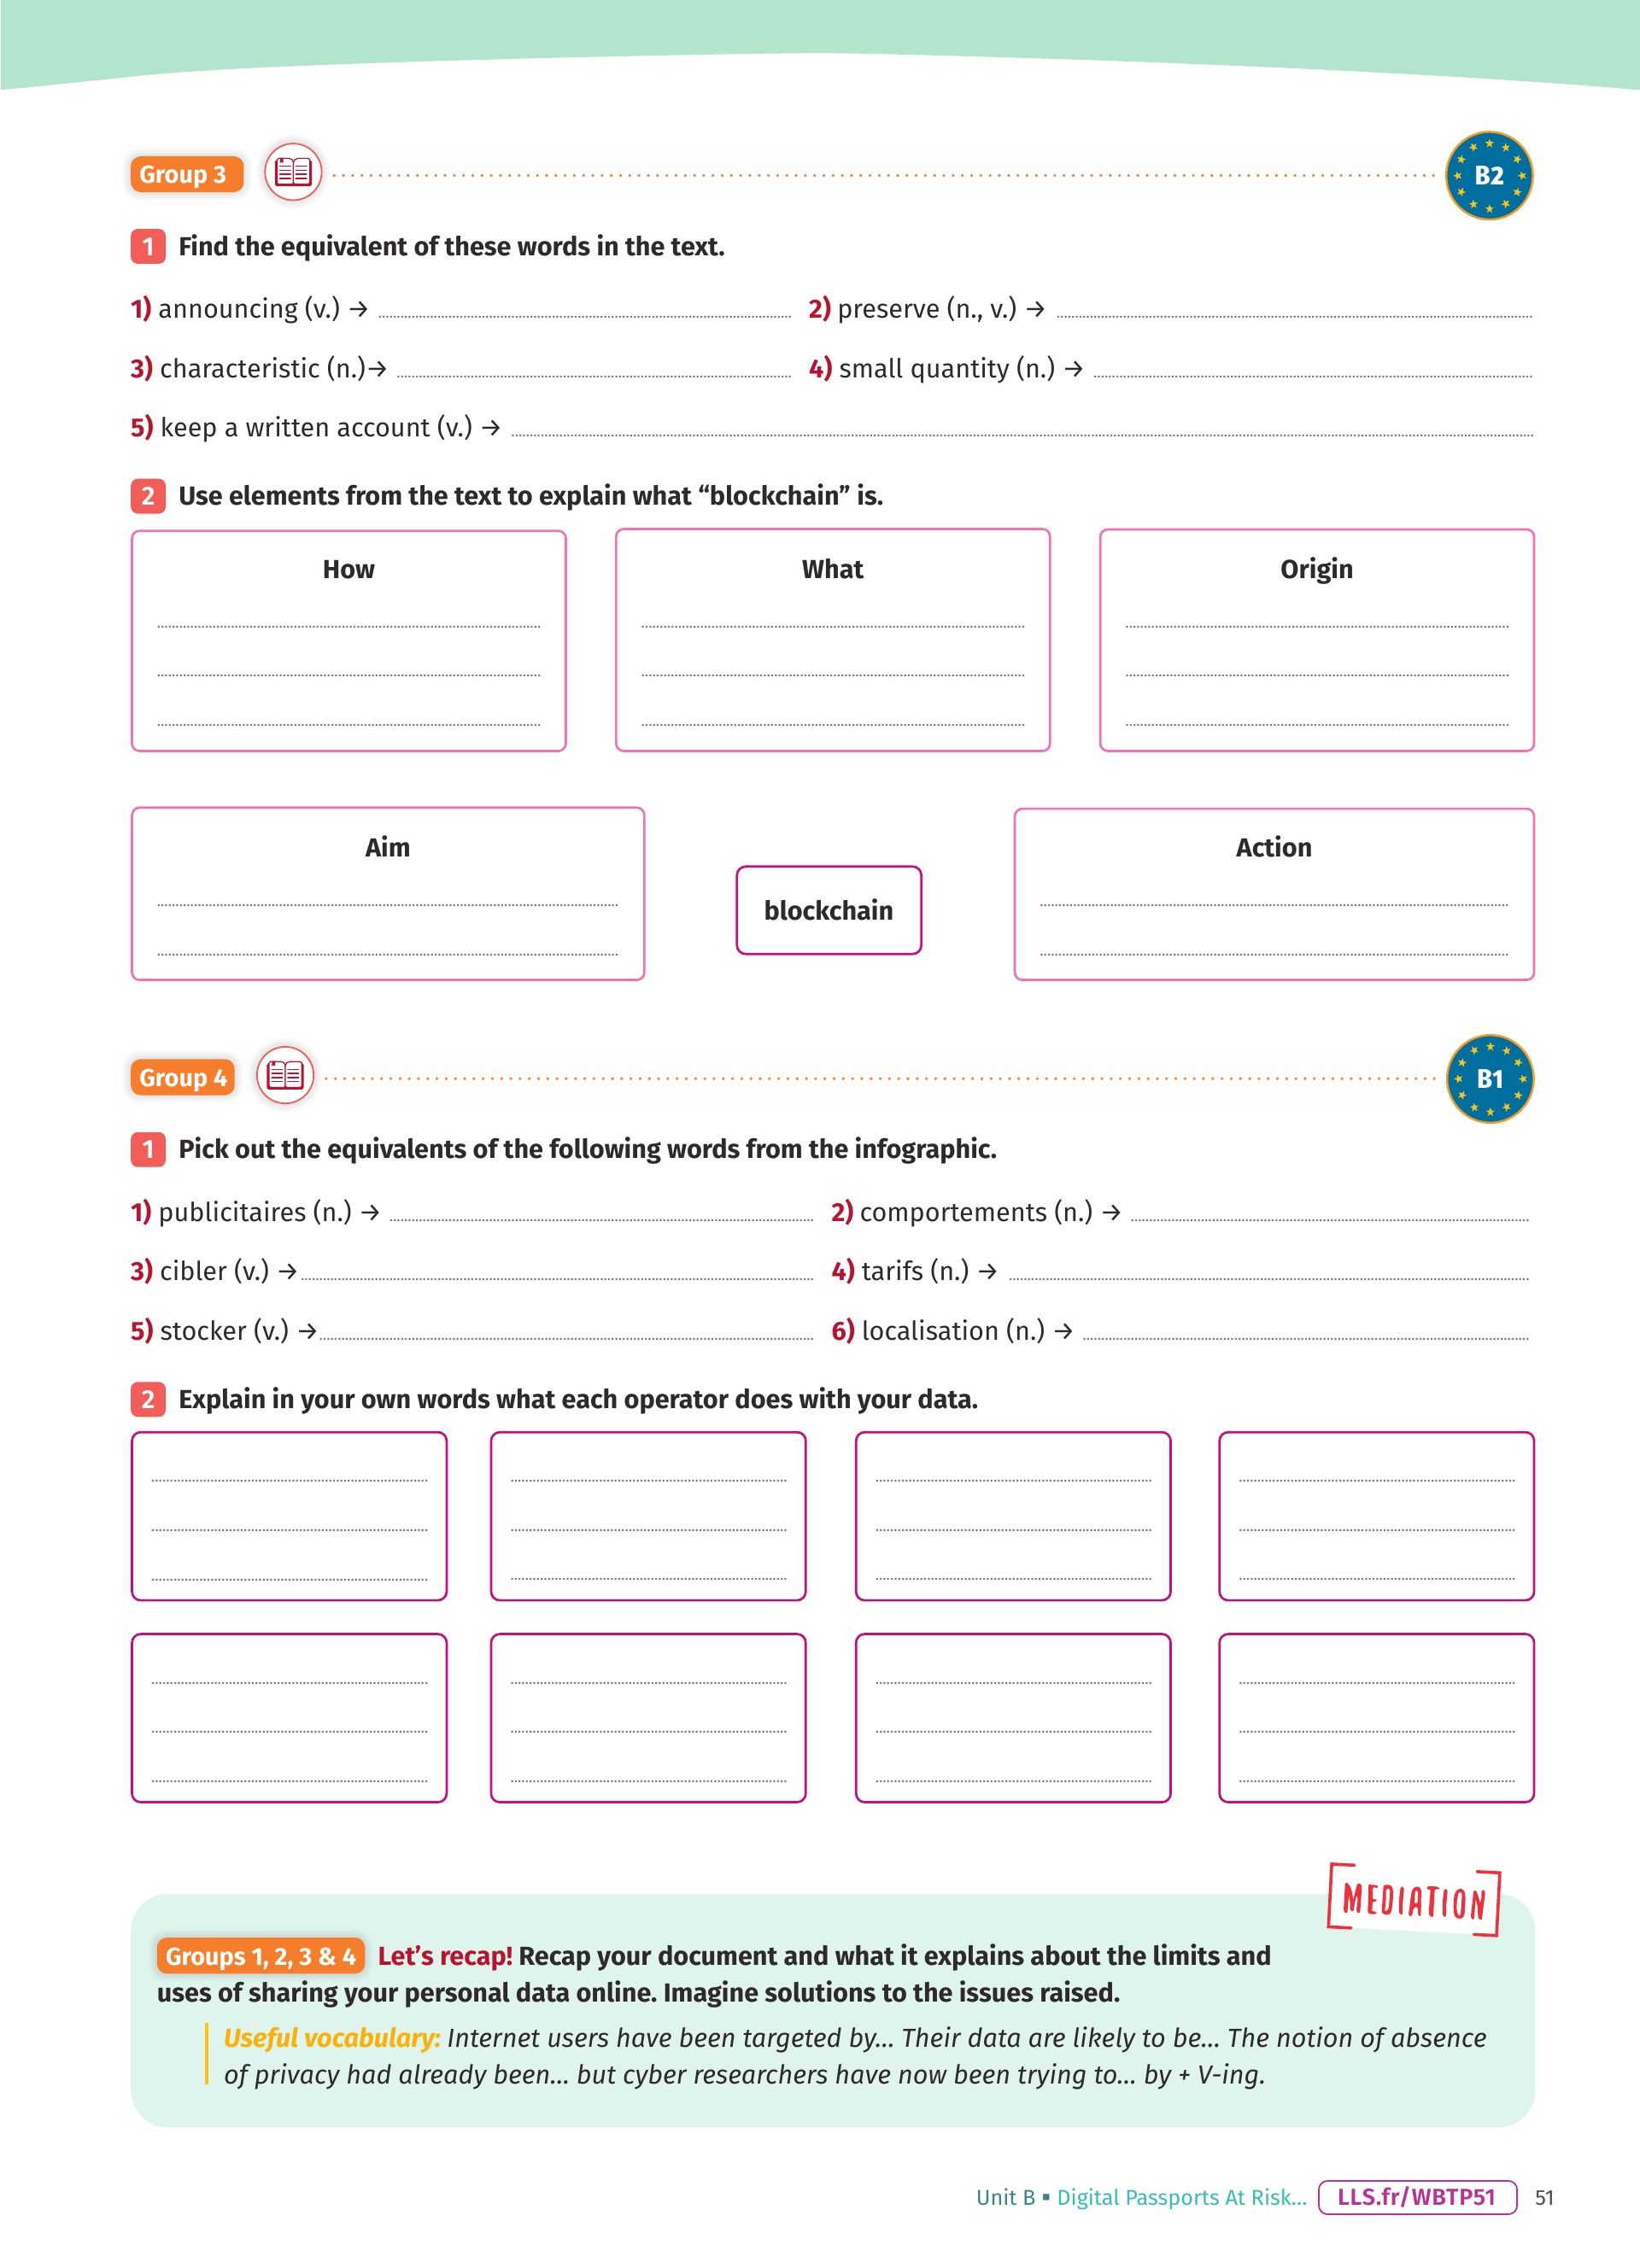 Group 3
B2
1 Find the equivalent of these words in the text.
1) announcing (v.) →
2) preserve (n., v.) →
3) characteristic (n.)→
4) small quantity (n.) →
5) keep a written account (v.) →
2 Use elements from the text to explain what “blockchain” is.
How
What
Origin
Aim
blockchain
Action
Group 4
B1
1 Pick out the equivalents of the following words from the infographic.
1) publicitaires (n.) →
2) comportements (n.) →
3) cibler (v.) →
4) tarifs (n.) →
5) stocker (v.) →
6) localisation (n.) →
2 Explain in your own words what each operator does with your data.
MEDIATION
Groups 1, 2, 3 & 4 Let’s recap! Recap your document and what it explains about the limits and
uses of sharing your personal data online. Imagine solutions to the issues raised.
Useful vocabulary: Internet users have been targeted by... Their data are likely to be... The notion of absence
of privacy had already been... but cyber researchers have now been trying to... by + V-ing.
Unit B ▪ Digital Passports At Risk... LLS.fr/WBTP51 51